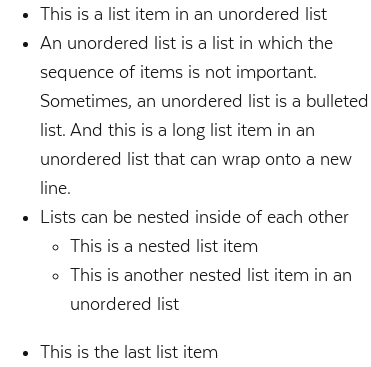 • This is a list item in an unordered list
• An unordered list is a list in which the
sequence of items is not important.
Sometimes, an unordered list is a bulleted
list. And this is a long list item in an
unordered list that can wrap onto a new
line.
• Lists can be nested inside of each other
◦ This is a nested list item
◦ This is another nested list item in an
unordered list
• This is the last list item